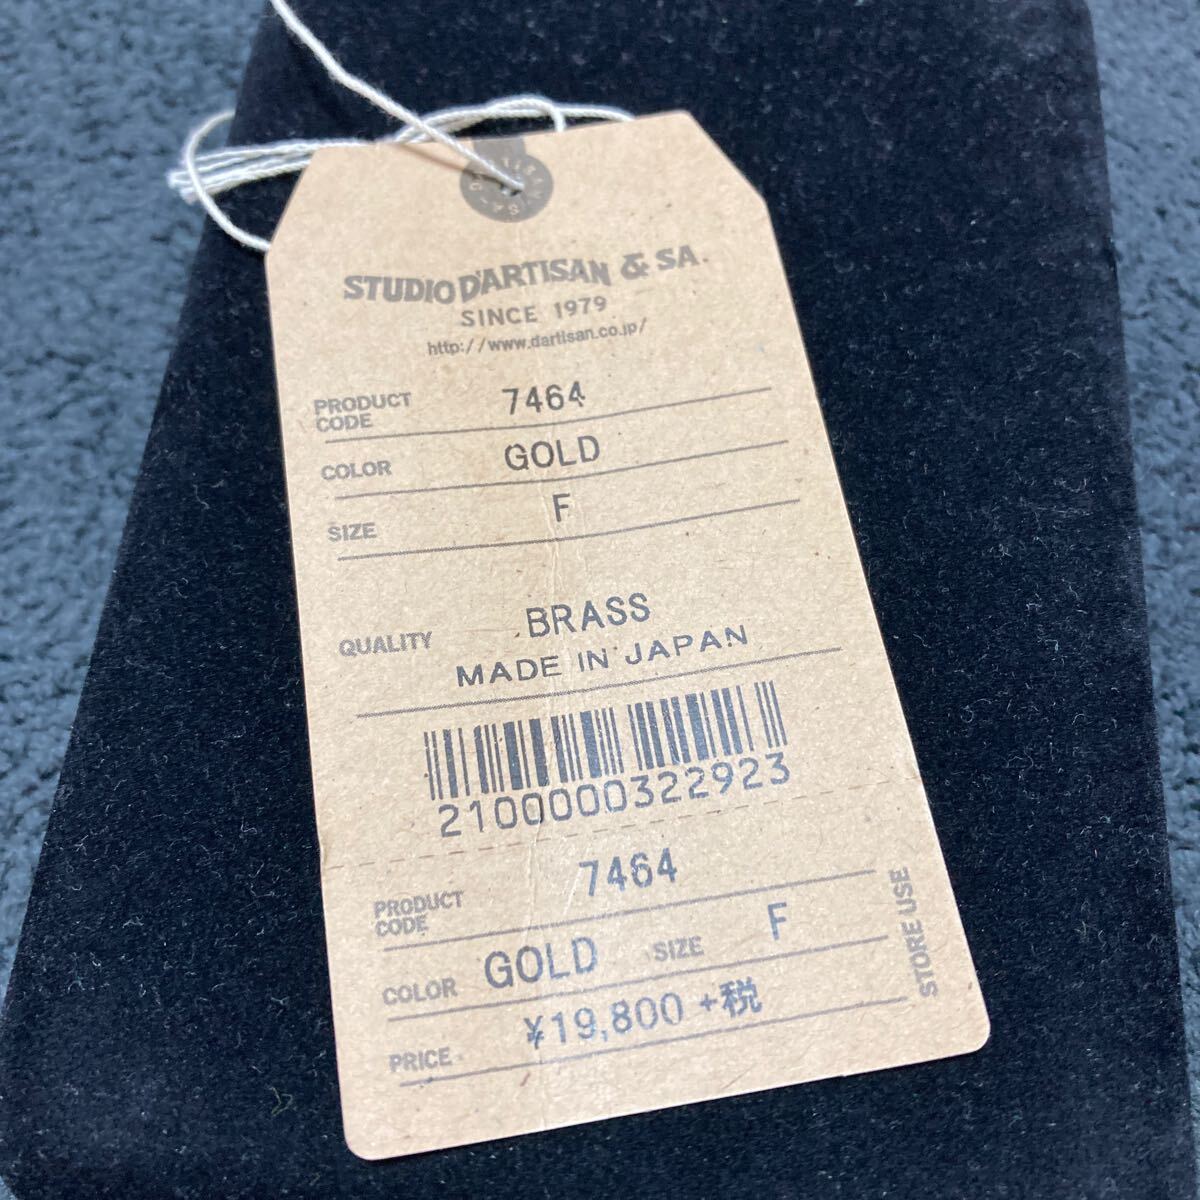 STUDIO D'ARTISAN & SA.
SINCE 1979
http://www.dartisan.co.jp/
PRODUCT CODE 7464
COLOR GOLD
SIZE F
QUALITY BRASS
MADE IN JAPAN
2100000322923
PRODUCT CODE 7464
COLOR GOLD SIZE F
PRICE ¥19,800+税
STORE USE